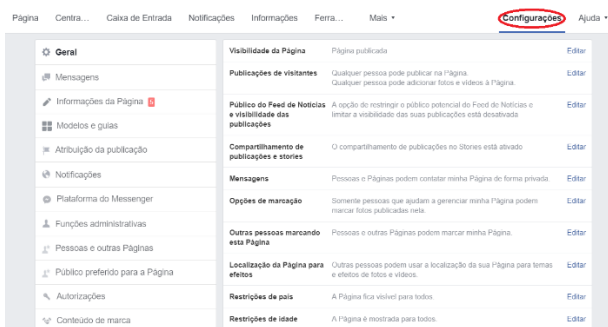 Página Centra... Caixa de Entrada Notificações Informações Ferra... Mais Configurações Ajuda
Geral
Mensagens
Informações da Página
Modelos e guias
Atribuição da publicação
Notificações
Plataforma do Messenger
Funções administrativas
Pessoas e outras Páginas
Público preferido para a Página
Autorizações
Conteúdo de marca
Visibilidade da Página Página publicada Editar
Publicações de visitantes Qualquer pessoa pode publicar na Página. Editar
Qualquer pessoa pode adicionar fotos e vídeos à Página.
Público do Feed de Notícias A opção de restringir o público potencial do Feed de Notícias e Editar
e visibilidade das limitar a visibilidade das suas publicações está desativada
publicações
Compartilhamento de O compartilhamento de publicações no Stories está ativado Editar
publicações e stories
Mensagens Pessoas e Páginas podem contatar minha Página de forma privada. Editar
Opções de marcação Somente pessoas que ajudam a gerenciar minha Página podem Editar
marcar fotos publicadas nela.
Outras pessoas marcando Pessoas e outras Páginas podem marcar minha Página. Editar
esta Página
Localização da Página para Outras pessoas podem usar a localização da sua Página para temas Editar
efeitos e efeitos de fotos e vídeos.
Restrições de país A Página fica visível para todos. Editar
Restrições de idade A Página é mostrada para todos. Editar